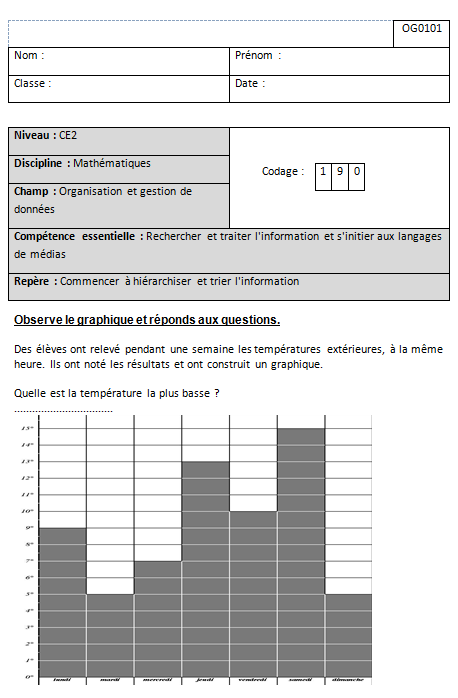 OG0101
Nom : Prénom :
Classe : Date :
Niveau : CE2
Discipline : Mathématiques
Codage : 1 9 0
Champ : Organisation et gestion de
données
Compétence essentielle : Rechercher et traiter l'information et s'initier aux langages
de médias
Repère : Commencer à hiérarchiser et trier l'information
Observe le graphique et réponds aux questions.
Des élèves ont relevé pendant une semaine les températures extérieures, à la même
heure. Ils ont noté les résultats et ont construit un graphique.
Quelle est la température la plus basse ?
..................................
15°
14°
13°
12°
11°
10°
9°
8°
7°
6°
5°
4°
3°
2°
1°
0°
lundi mardi mercredi jeudi vendredi samedi dimanche